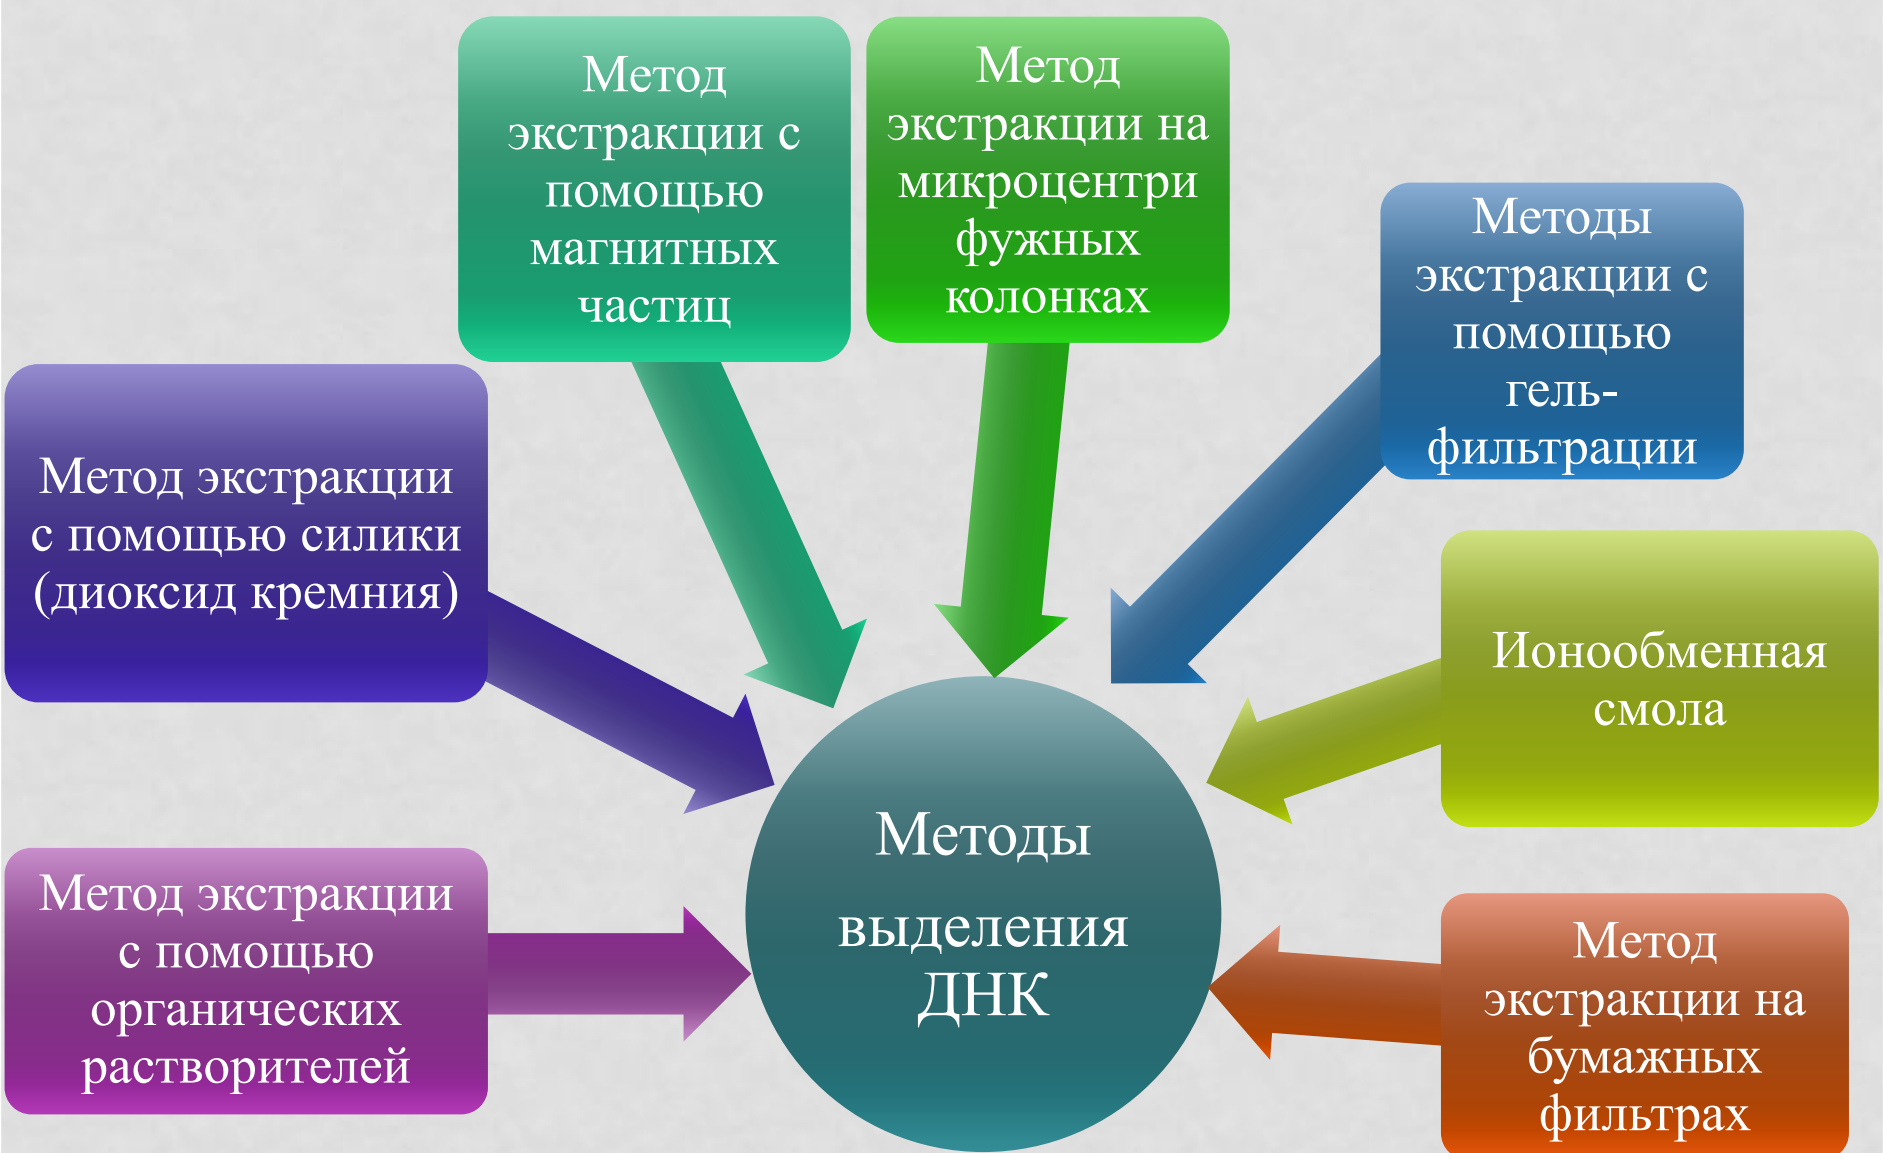 Метод
экстракции с
помощью
магнитных
частиц
Метод
экстракции на
микроцентри
фужных
колонках
Методы
экстракции с
помощью
гель-
фильтрации
Метод экстракции
с помощью силики
(диоксид кремния)
Ионообменная
смола
Метод экстракции
с помощью
органических
растворителей
Методы
выделения
ДНК
Метод
экстракции на
бумажных
фильтрах